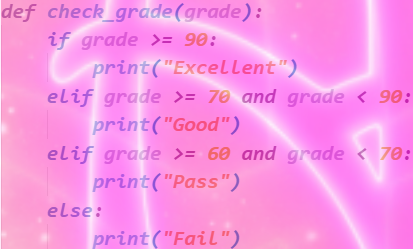 def check_grade(grade):
    if grade >= 90:
        print("Excellent")
    elif grade >= 70 and grade < 90:
        print("Good")
    elif grade >= 60 and grade < 70:
        print("Pass")
    else:
        print("Fail")